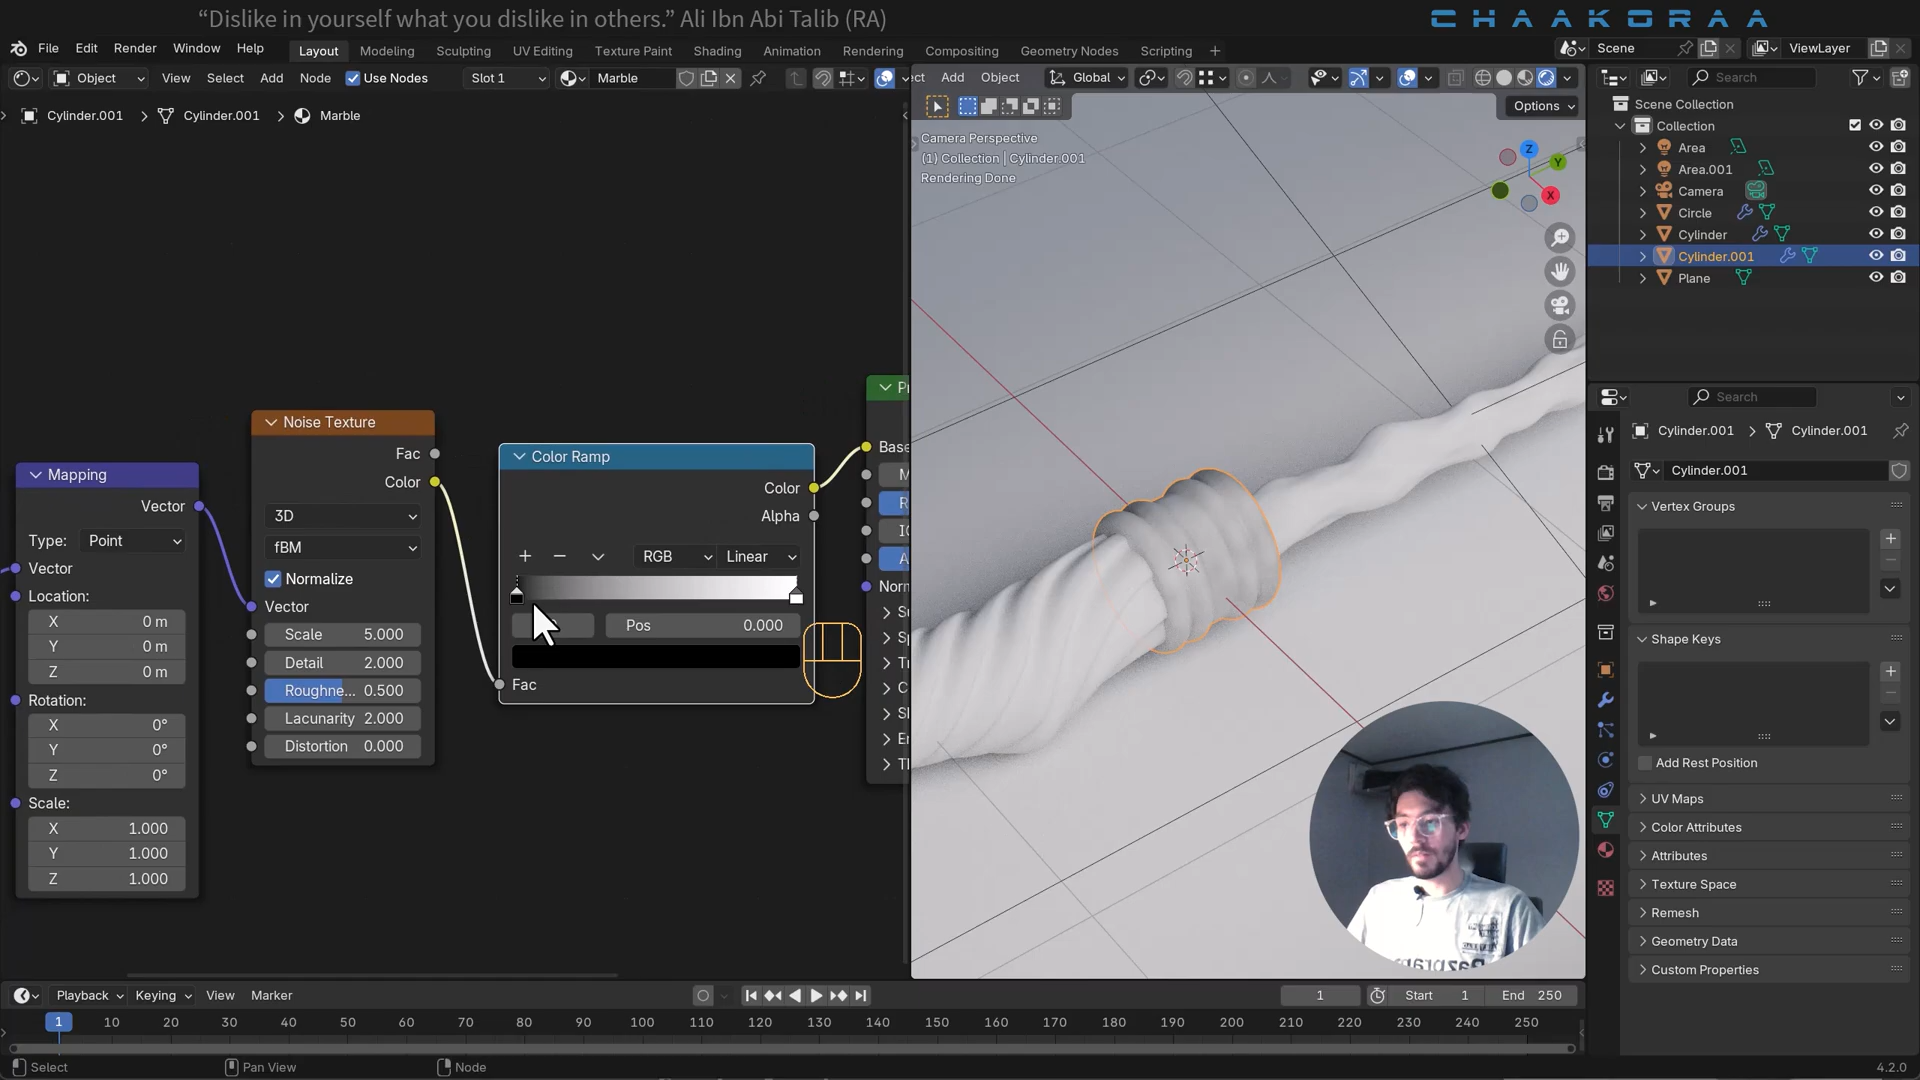 “Dislike in yourself what you dislike in others.” Ali Ibn Abi Talib (RA)
CHAAKORAA
File Edit Render Window Help
Layout Modeling Sculpting UV Editing Texture Paint Shading Animation Rendering Compositing Geometry Nodes Scripting +
Scene
ViewLayer
Object View Select Add Node Use Nodes Slot 1 Marble
Add Object Global
Search
Cylinder.001 > Cylinder.001 > Marble
Options
Camera Perspective
(1) Collection | Cylinder.001
Rendering Done
Z
Y
X
Scene Collection
Collection
Area
Area.001
Camera
Circle
Cylinder
Cylinder.001
Plane
Mapping
Vector
Type: Point
Vector
Location:
X 0 m
Y 0 m
Z 0 m
Rotation:
X 0°
Y 0°
Z 0°
Scale:
X 1.000
Y 1.000
Z 1.000
Noise Texture
Fac
Color
3D
fBM
Normalize
Vector
Scale 5.000
Detail 2.000
Roughne... 0.500
Lacunarity 2.000
Distortion 0.000
Color Ramp
Color
Alpha
RGB Linear
Pos 0.000
Fac
Base
Search
Cylinder.001 > Cylinder.001
Cylinder.001
Vertex Groups
Shape Keys
Add Rest Position
UV Maps
Color Attributes
Attributes
Texture Space
Remesh
Geometry Data
Custom Properties
Playback Keying View Marker
1 Start 1 End 250
1 10 20 30 40 50 60 70 80 90 100 110 120 130 140 150 160 170 180 190 200 210 220 230 240 250
Select Pan View Node 4.2.0